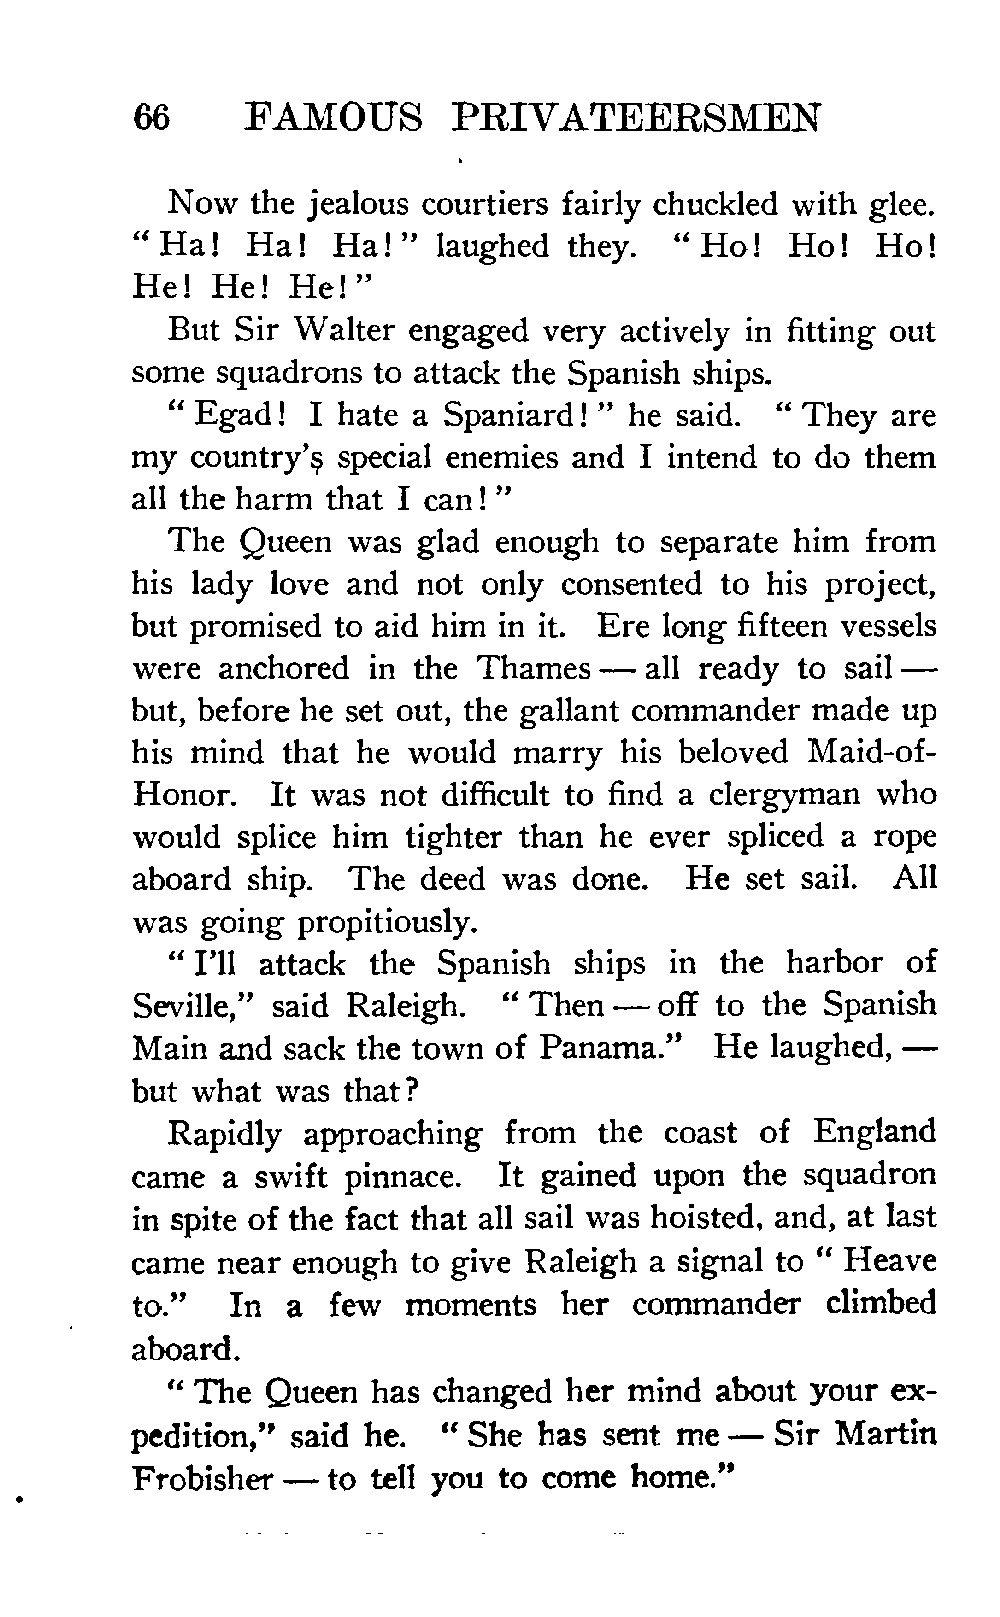 66 FAMOUS PRIVATEERSMEN
Now the jealous courtiers fairly chuckled with glee.
“ Ha! Ha! Ha! ” laughed they. “ Ho! Ho! Ho!
He! He! He! ”
But Sir Walter engaged very actively in fitting out
some squadrons to attack the Spanish ships.
“ Egad! I hate a Spaniard! ” he said. “ They are
my country’s special enemies and I intend to do them
all the harm that I can! ”
The Queen was glad enough to separate him from
his lady love and not only consented to his project,
but promised to aid him in it. Ere long fifteen vessels
were anchored in the Thames — all ready to sail —
but, before he set out, the gallant commander made up
his mind that he would marry his beloved Maid-of-
Honor. It was not difficult to find a clergyman who
would splice him tighter than he ever spliced a rope
aboard ship. The deed was done. He set sail. All
was going propitiously.
“ I’ll attack the Spanish ships in the harbor of
Seville,” said Raleigh. “ Then — off to the Spanish
Main and sack the town of Panama.” He laughed, —
but what was that?
Rapidly approaching from the coast of England
came a swift pinnace. It gained upon the squadron
in spite of the fact that all sail was hoisted, and, at last
came near enough to give Raleigh a signal to “ Heave
to.” In a few moments her commander climbed
aboard.
“ The Queen has changed her mind about your ex-
pedition,” said he. “ She has sent me — Sir Martin
Frobisher — to tell you to come home.”